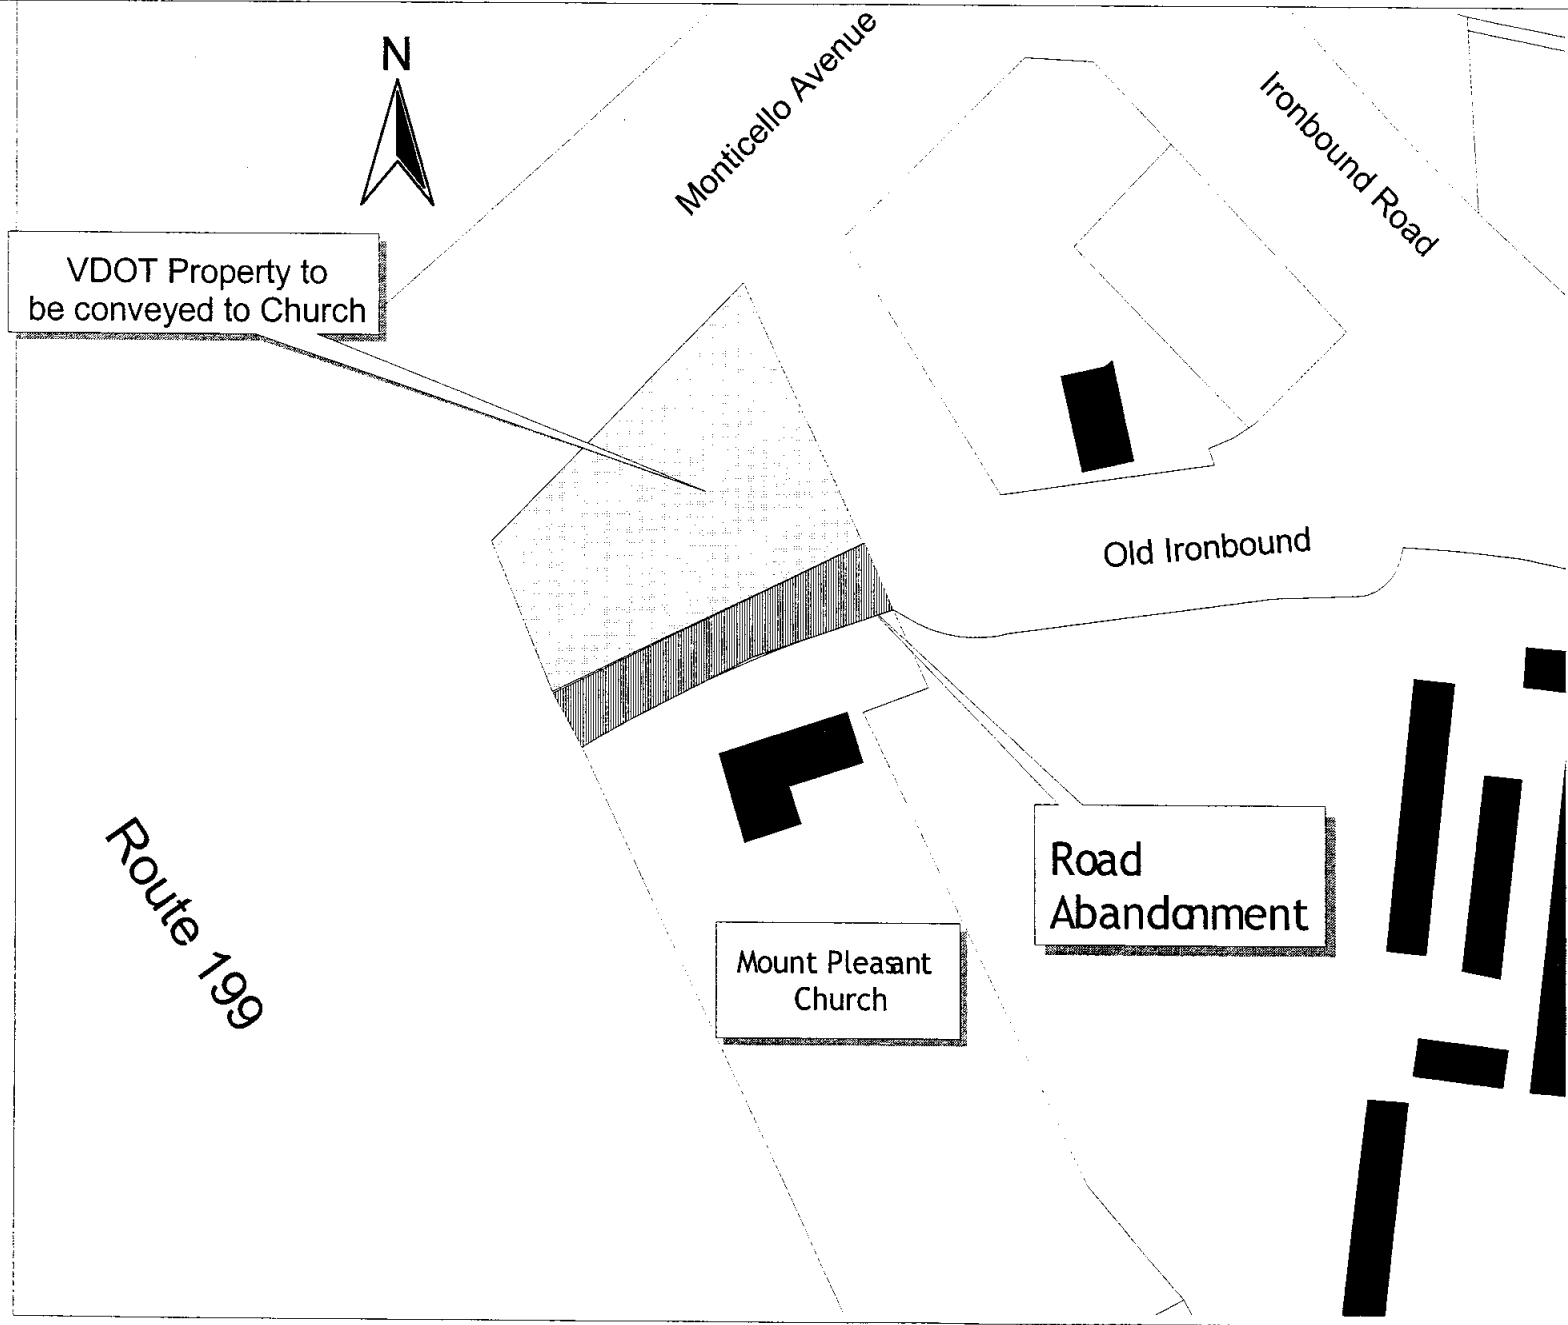 N
Monticello Avenue
Ironbound Road
VDOT Property to
be conveyed to Church
Old Ironbound
Route 199
Road
Abandonment
Mount Pleasant
Church